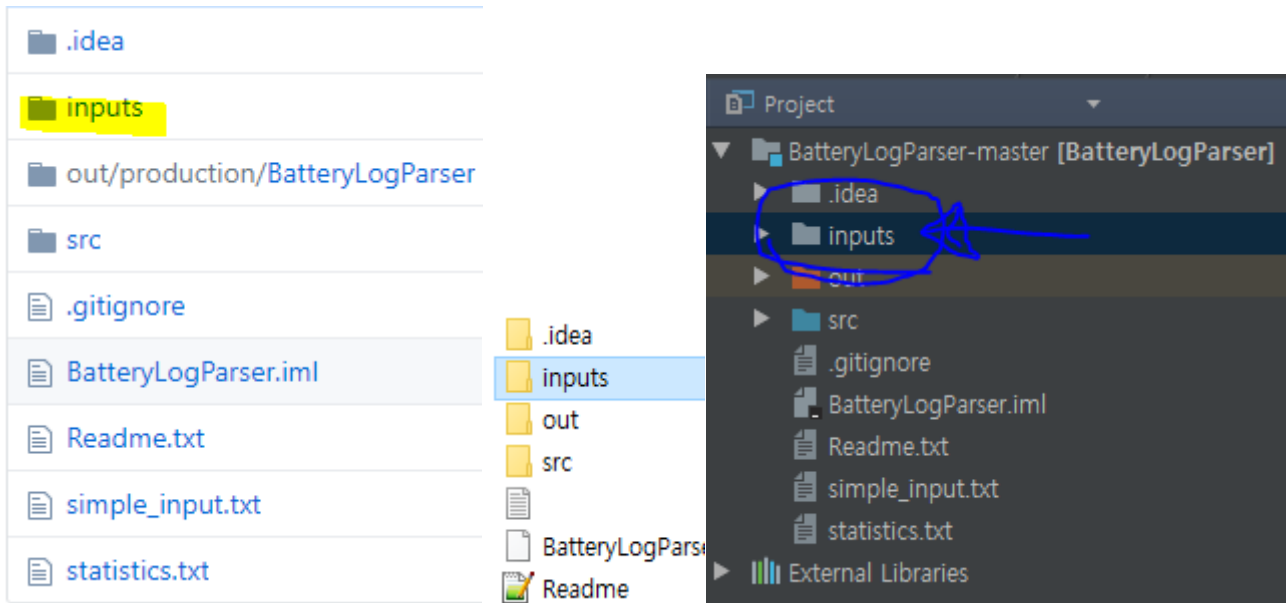 .idea
inputs
out/production/BatteryLogParser
src
.gitignore
BatteryLogParser.iml
Readme.txt
simple_input.txt
statistics.txt
.idea
inputs
out
src
BatteryLogParse
Readme
Project
BatteryLogParser-master [BatteryLogParser]
.idea
inputs
out
src
.gitignore
BatteryLogParser.iml
Readme.txt
simple_input.txt
statistics.txt
External Libraries